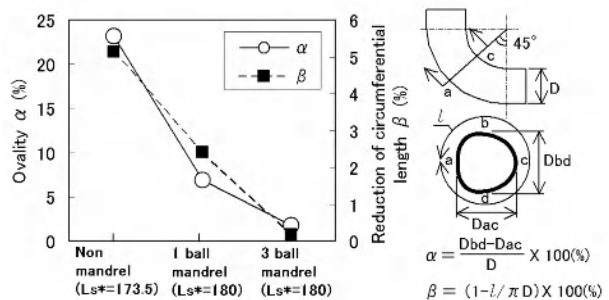 25
20
15
10
5
0
Ovality α (%)
α
β
6
5
4
3
2
1
0
Reduction of circumferential
length β (%)
Non
mandrel
(Ls*=173.5)
1 ball
mandrel
(Ls*=180)
3 ball
mandrel
(Ls*=180)
45°
c
a
D
l
b
a
c
d
Dbd
Dac
α = Dbd-Dac / D X 100(%)
β = (1-l/πD) X 100(%)